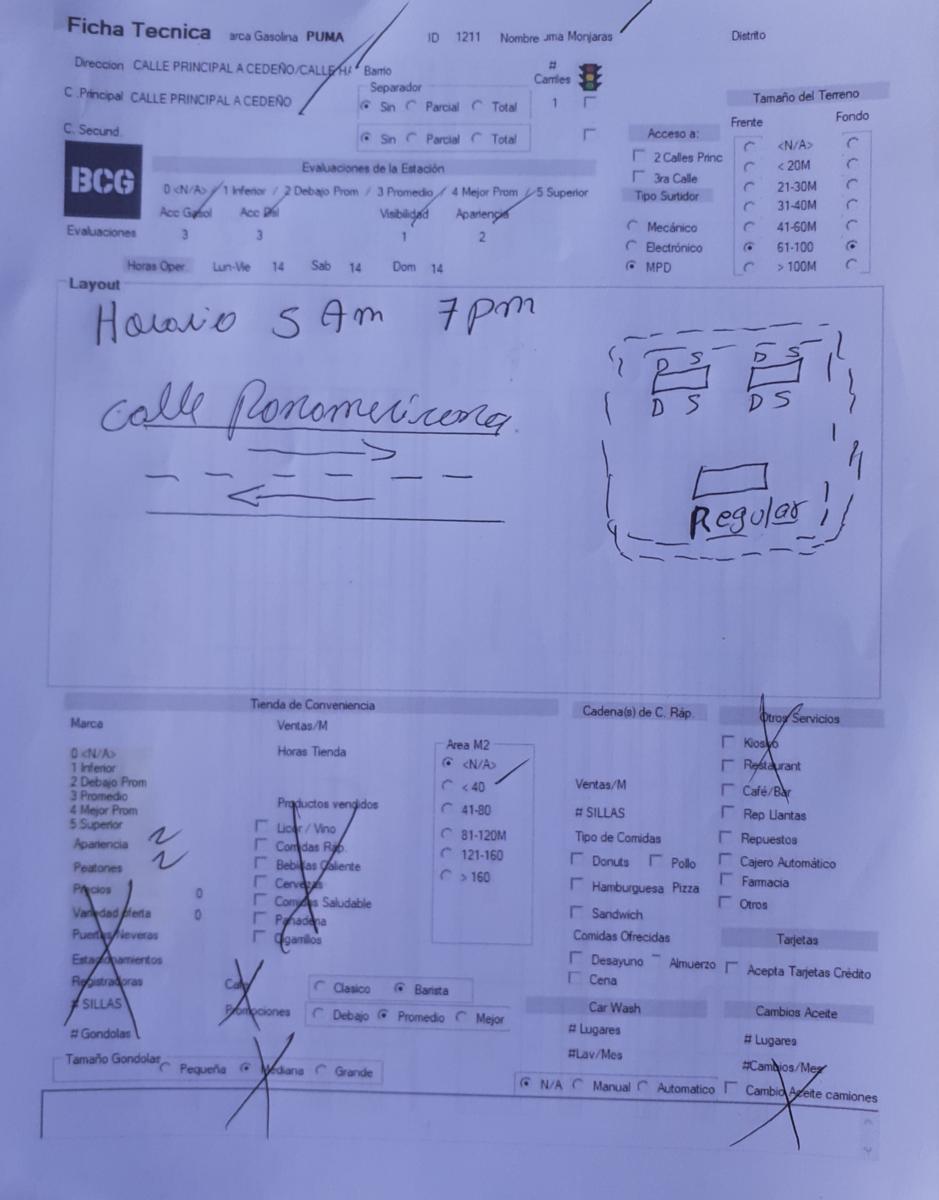 Ficha Tecnica arca Gasolina PUMA ID 1211 Nombre uma Monjaras Distrito
Direccion CALLE PRINCIPAL A CEDEÑO/CALLE Barrio # Carriles
C .Principal CALLE PRINCIPAL A CEDEÑO Separador Sin Parcial Total 1
C. Secund. Sin Parcial Total
Tamaño del Terreno
Frente Fondo
<N/A>
< 20M
21-30M
31-40M
41-60M
61-100
> 100M
Acceso a:
2 Calles Princ
3ra Calle
Tipo Surtidor
Mecánico
Electrónico
MPD
BCG
Evaluaciones de la Estación
0 <N/A> / 1 Inferior / 2 Debajo Prom / 3 Promedio / 4 Mejor Prom / 5 Superior
Acc Gasol Acc Dsl Visibilidad Apariencia
Evaluaciones 3 3 1 2
Horas Oper. Lun-Vie 14 Sab 14 Dom 14
Layout
Horario 5 Am 7 pm
Calle Panamericana
D S D S
D S D S
Regular
Tienda de Conveniencia
Marca
0 <N/A>
1 Inferior
2 Debajo Prom
3 Promedio
4 Mejor Prom
5 Superior
Apariencia 2
Peatones 2
Precios 0
Variedad oferta 0
Puertas Neveras
Estacionamientos
Registradoras
# SILLAS
# Gondolas
Tamaño Gondolas Pequeña Mediana Grande
Ventas/M
Horas Tienda
Productos vendidos
Licor / Vino
Comidas Ráp.
Bebidas Caliente
Cervezas
Comidas Saludable
Panaderia
Cigarrillos
Café Clasico Barista
Promociones Debajo Promedio Mejor
Area M2
<N/A>
< 40
41-80
81-120M
121-160
> 160
Cadena(s) de C. Ráp.
Ventas/M
# SILLAS
Tipo de Comidas
Donuts Pollo
Hamburguesa Pizza
Sandwich
Comidas Ofrecidas
Desayuno Almuerzo
Cena
Car Wash
# Lugares
#Lav/Mes
N/A Manual Automatico
Otros Servicios
Kiosko
Restaurant
Café/Bar
Rep Llantas
Repuestos
Cajero Automático
Farmacia
Otros
Tarjetas
Acepta Tarjetas Crédito
Cambios Aceite
# Lugares
#Cambios/Mes
Cambio Aceite camiones